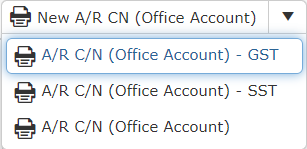 New A/R CN (Office Account)
A/R C/N (Office Account) - GST
A/R C/N (Office Account) - SST
A/R C/N (Office Account)